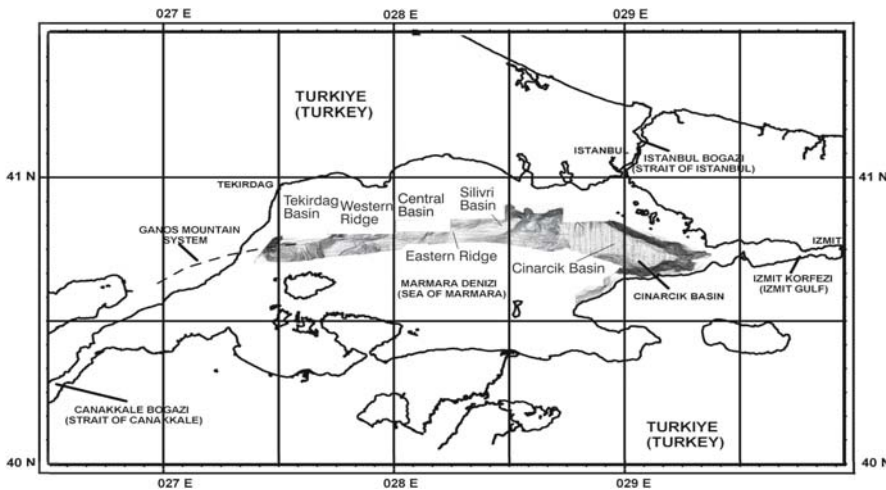 027 E
028 E
029 E
TURKIYE
(TURKEY)
ISTANBUL
ISTANBUL BOGAZI
(STRAIT OF ISTANBUL)
41 N
41 N
TEKIRDAG
Tekirdag
Basin
Western
Ridge
Central
Basin
Silivri
Basin
GANOS MOUNTAIN
SYSTEM
Eastern Ridge
Cinarcik Basin
IZMIT
IZMIT KORFEZI
(IZMIT GULF)
MARMARA DENIZI
(SEA OF MARMARA)
CINARCIK BASIN
CANAKKALE BOGAZI
(STRAIT OF CANAKKALE)
TURKIYE
(TURKEY)
40 N
40 N
027 E
028 E
029 E